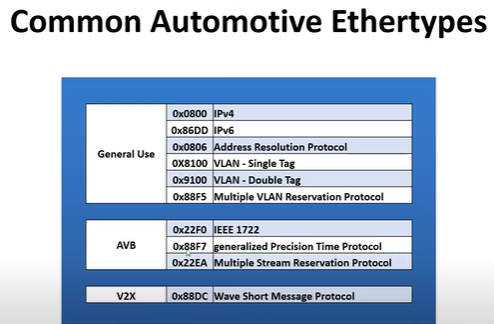 Common Automotive Ethertypes
General Use
0x0800 IPv4
0x86DD IPv6
0x0806 Address Resolution Protocol
0X8100 VLAN - Single Tag
0x9100 VLAN - Double Tag
0x88F5 Multiple VLAN Reservation Protocol
AVB
0x22F0 IEEE 1722
0x88F7 generalized Precision Time Protocol
0x22EA Multiple Stream Reservation Protocol
V2X
0x88DC Wave Short Message Protocol